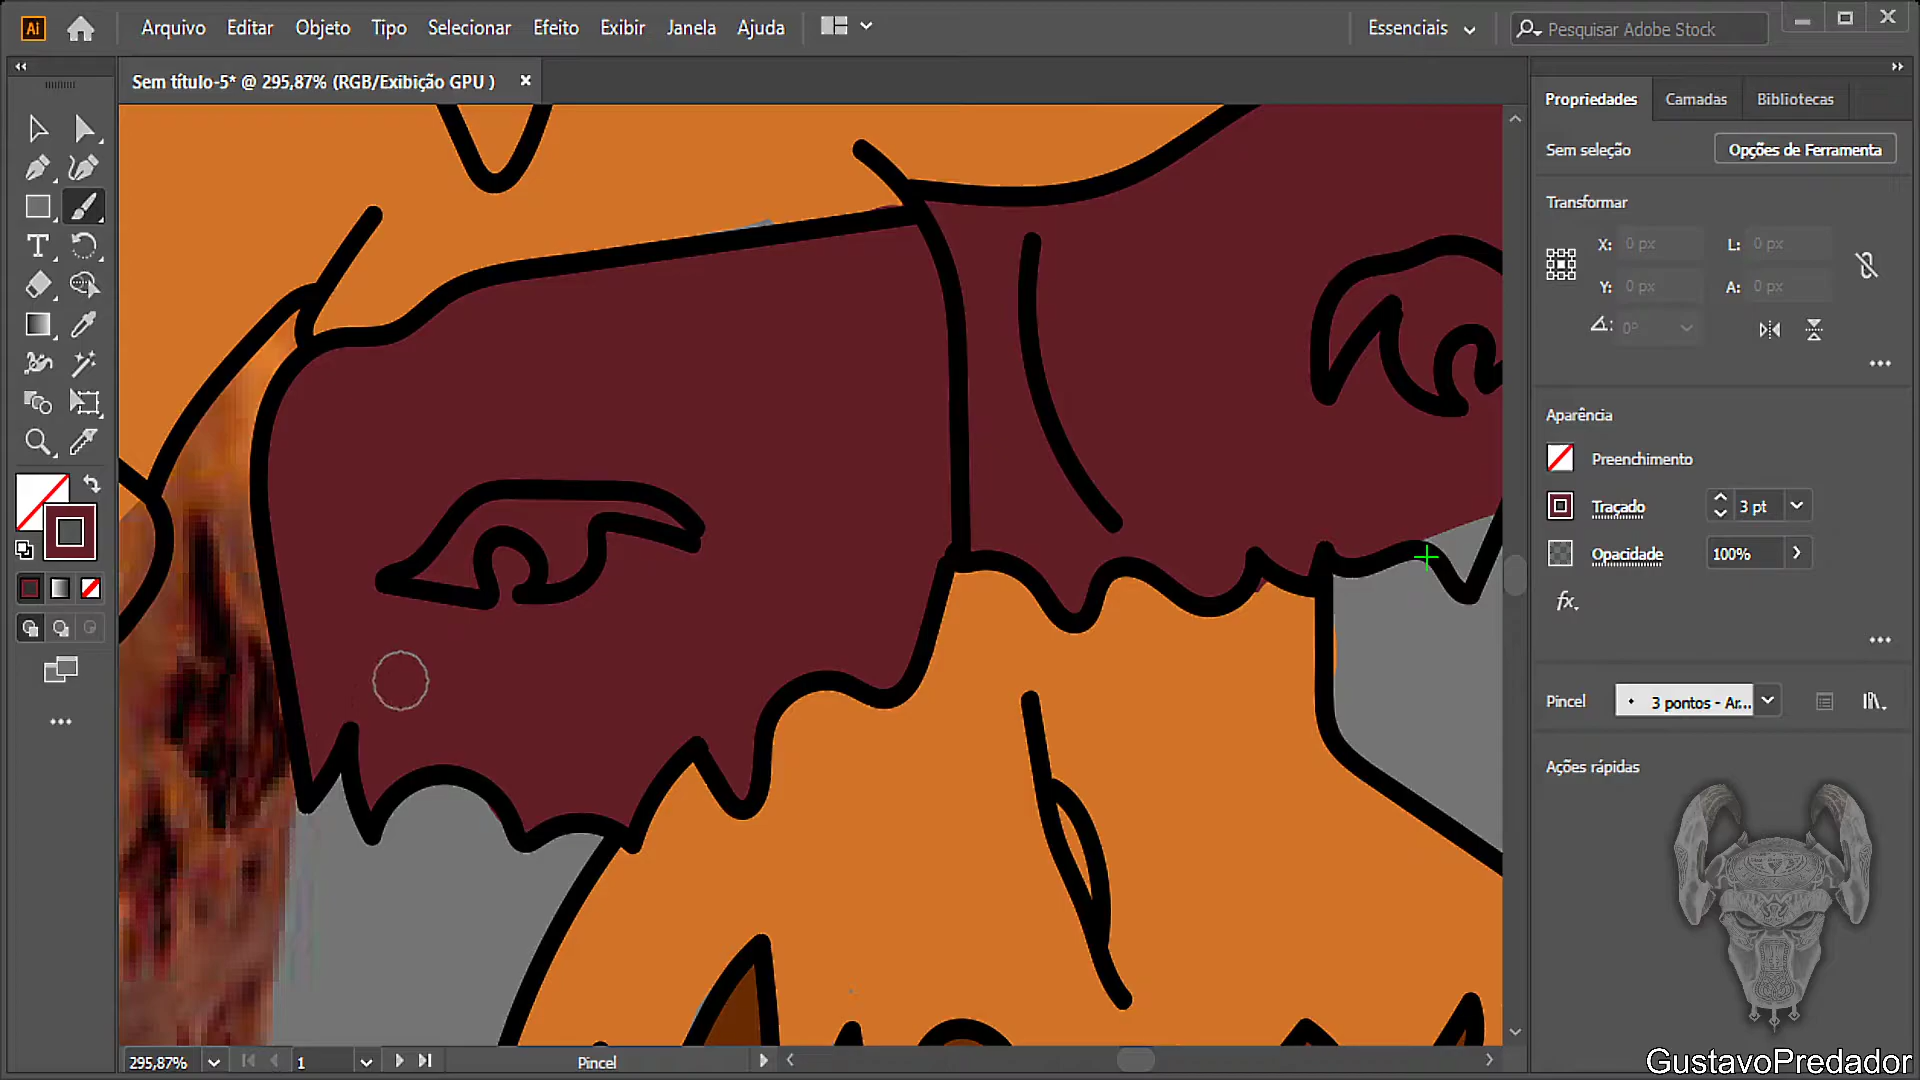 Ai Arquivo Editar Objeto Tipo Selecionar Efeito Exibir Janela Ajuda Essenciais Pesquisar Adobe Stock
Sem título-5* @ 295,87% (RGB/Exibição GPU )
Propriedades Camadas Bibliotecas
Sem seleção Opções de Ferramenta
Transformar
X: 0 px L: 0 px
Y: 0 px A: 0 px
0°
Aparência
Preenchimento
Traçado 3 pt
Opacidade 100%
fx.
Pincel 3 pontos - Ar...
Ações rápidas
295,87% 1 Pincel
GustavoPredador